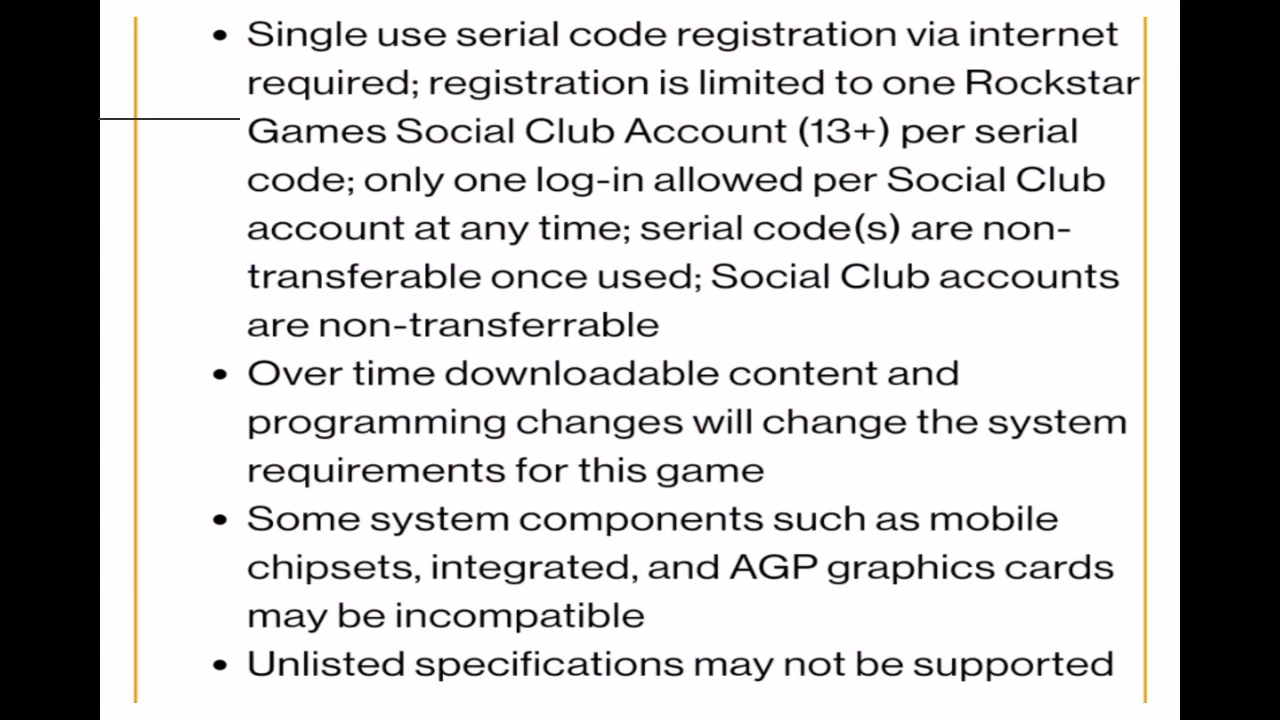 • Single use serial code registration via internet
required; registration is limited to one Rockstar
Games Social Club Account (13+) per serial
code; only one log-in allowed per Social Club
account at any time; serial code(s) are non-
transferable once used; Social Club accounts
are non-transferrable
• Over time downloadable content and
programming changes will change the system
requirements for this game
• Some system components such as mobile
chipsets, integrated, and AGP graphics cards
may be incompatible
• Unlisted specifications may not be supported